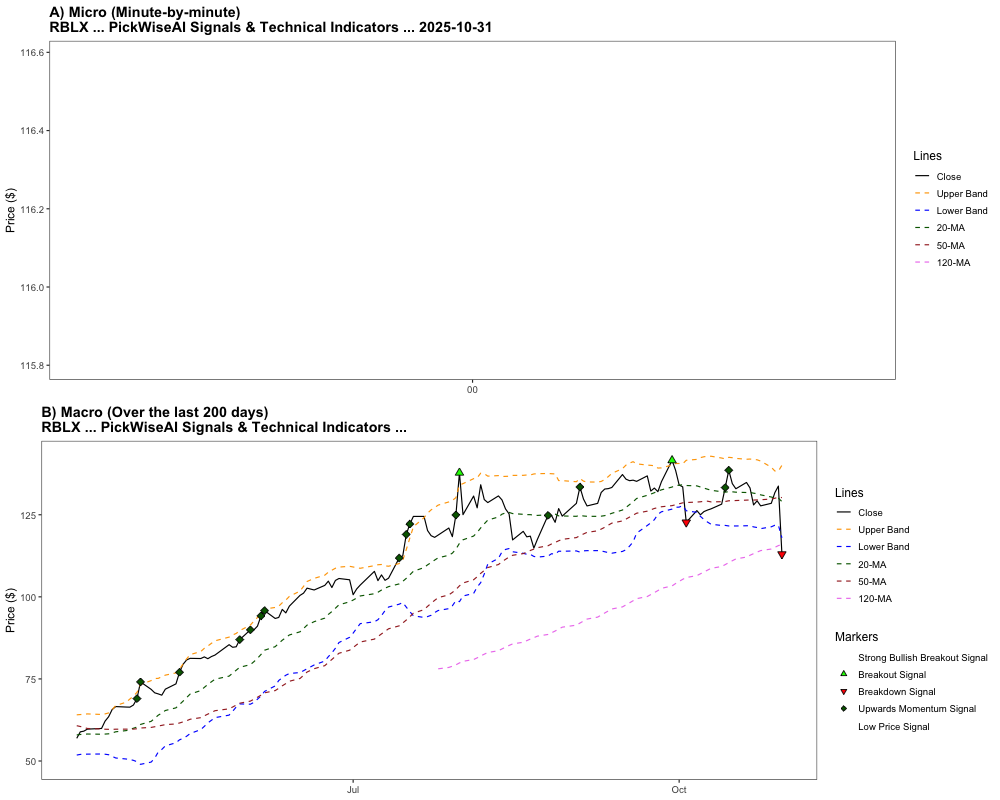 A) Micro (Minute-by-minute)
RBLX ... PickWiseAI Signals & Technical Indicators ... 2025-10-31
Price ($)
116.6
116.4
116.2
116.0
115.8
00
Lines
Close
Upper Band
Lower Band
20-MA
50-MA
120-MA
B) Macro (Over the last 200 days)
RBLX ... PickWiseAI Signals & Technical Indicators ...
Price ($)
125
100
75
50
Jul
Oct
Lines
Close
Upper Band
Lower Band
20-MA
50-MA
120-MA
Markers
Strong Bullish Breakout Signal
Breakout Signal
Breakdown Signal
Upwards Momentum Signal
Low Price Signal